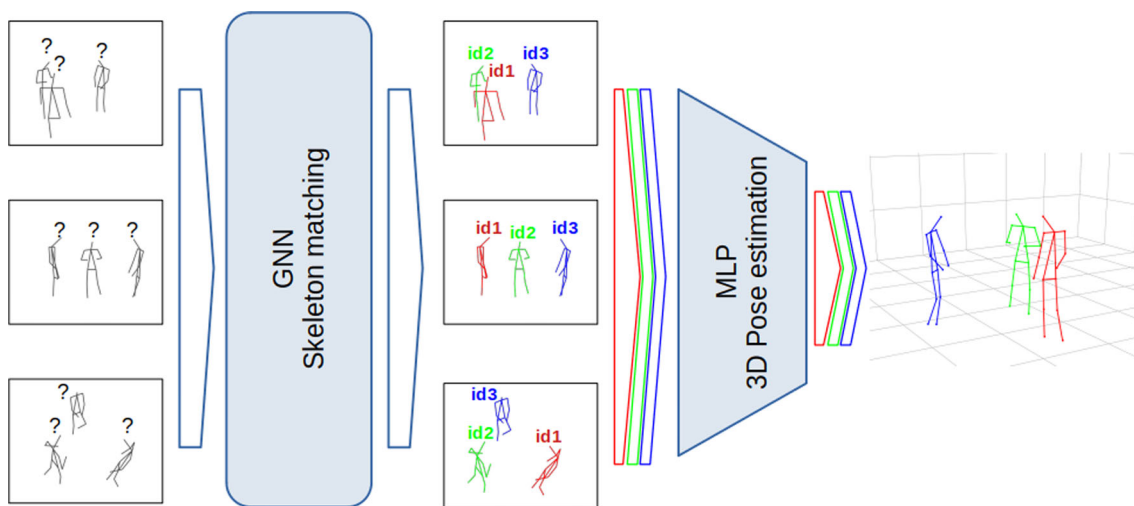 ?
?
?
?
?
?
?
?
?
GNN
Skeleton matching
id2
id3
id1
id1
id2
id3
id3
id2
id1
MLP
3D Pose estimation